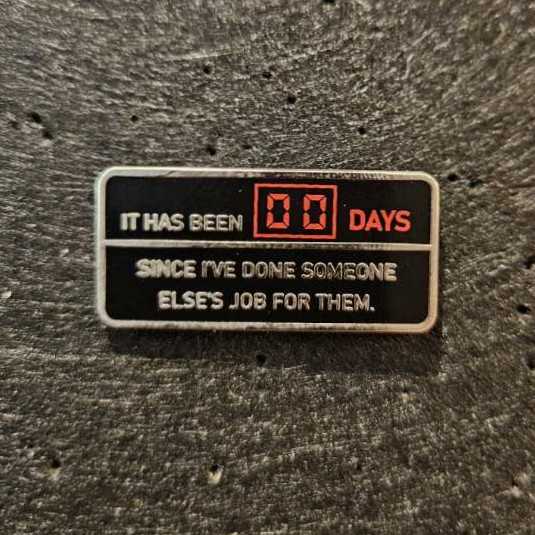 IT HAS BEEN 00 DAYS
SINCE I'VE DONE SOMEONE
ELSE'S JOB FOR THEM.